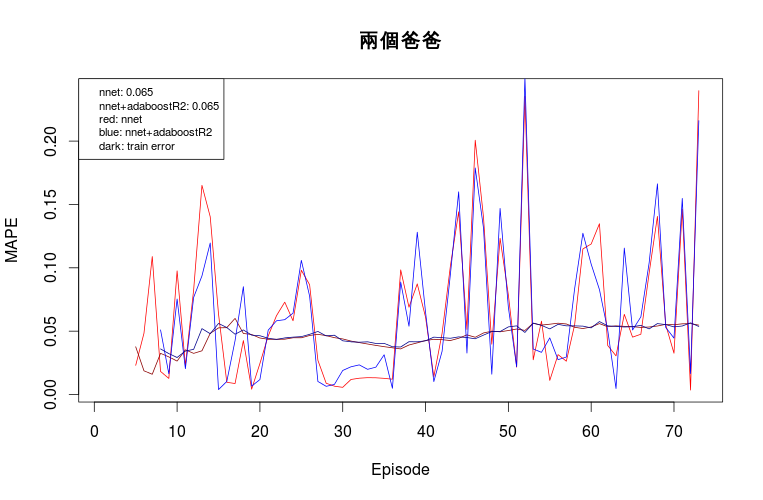 兩個爸爸
nnet: 0.065
nnet+adaboostR2: 0.065
red: nnet
blue: nnet+adaboostR2
dark: train error
MAPE
0.20
0.15
0.10
0.05
0.00
0 10 20 30 40 50 60 70
Episode